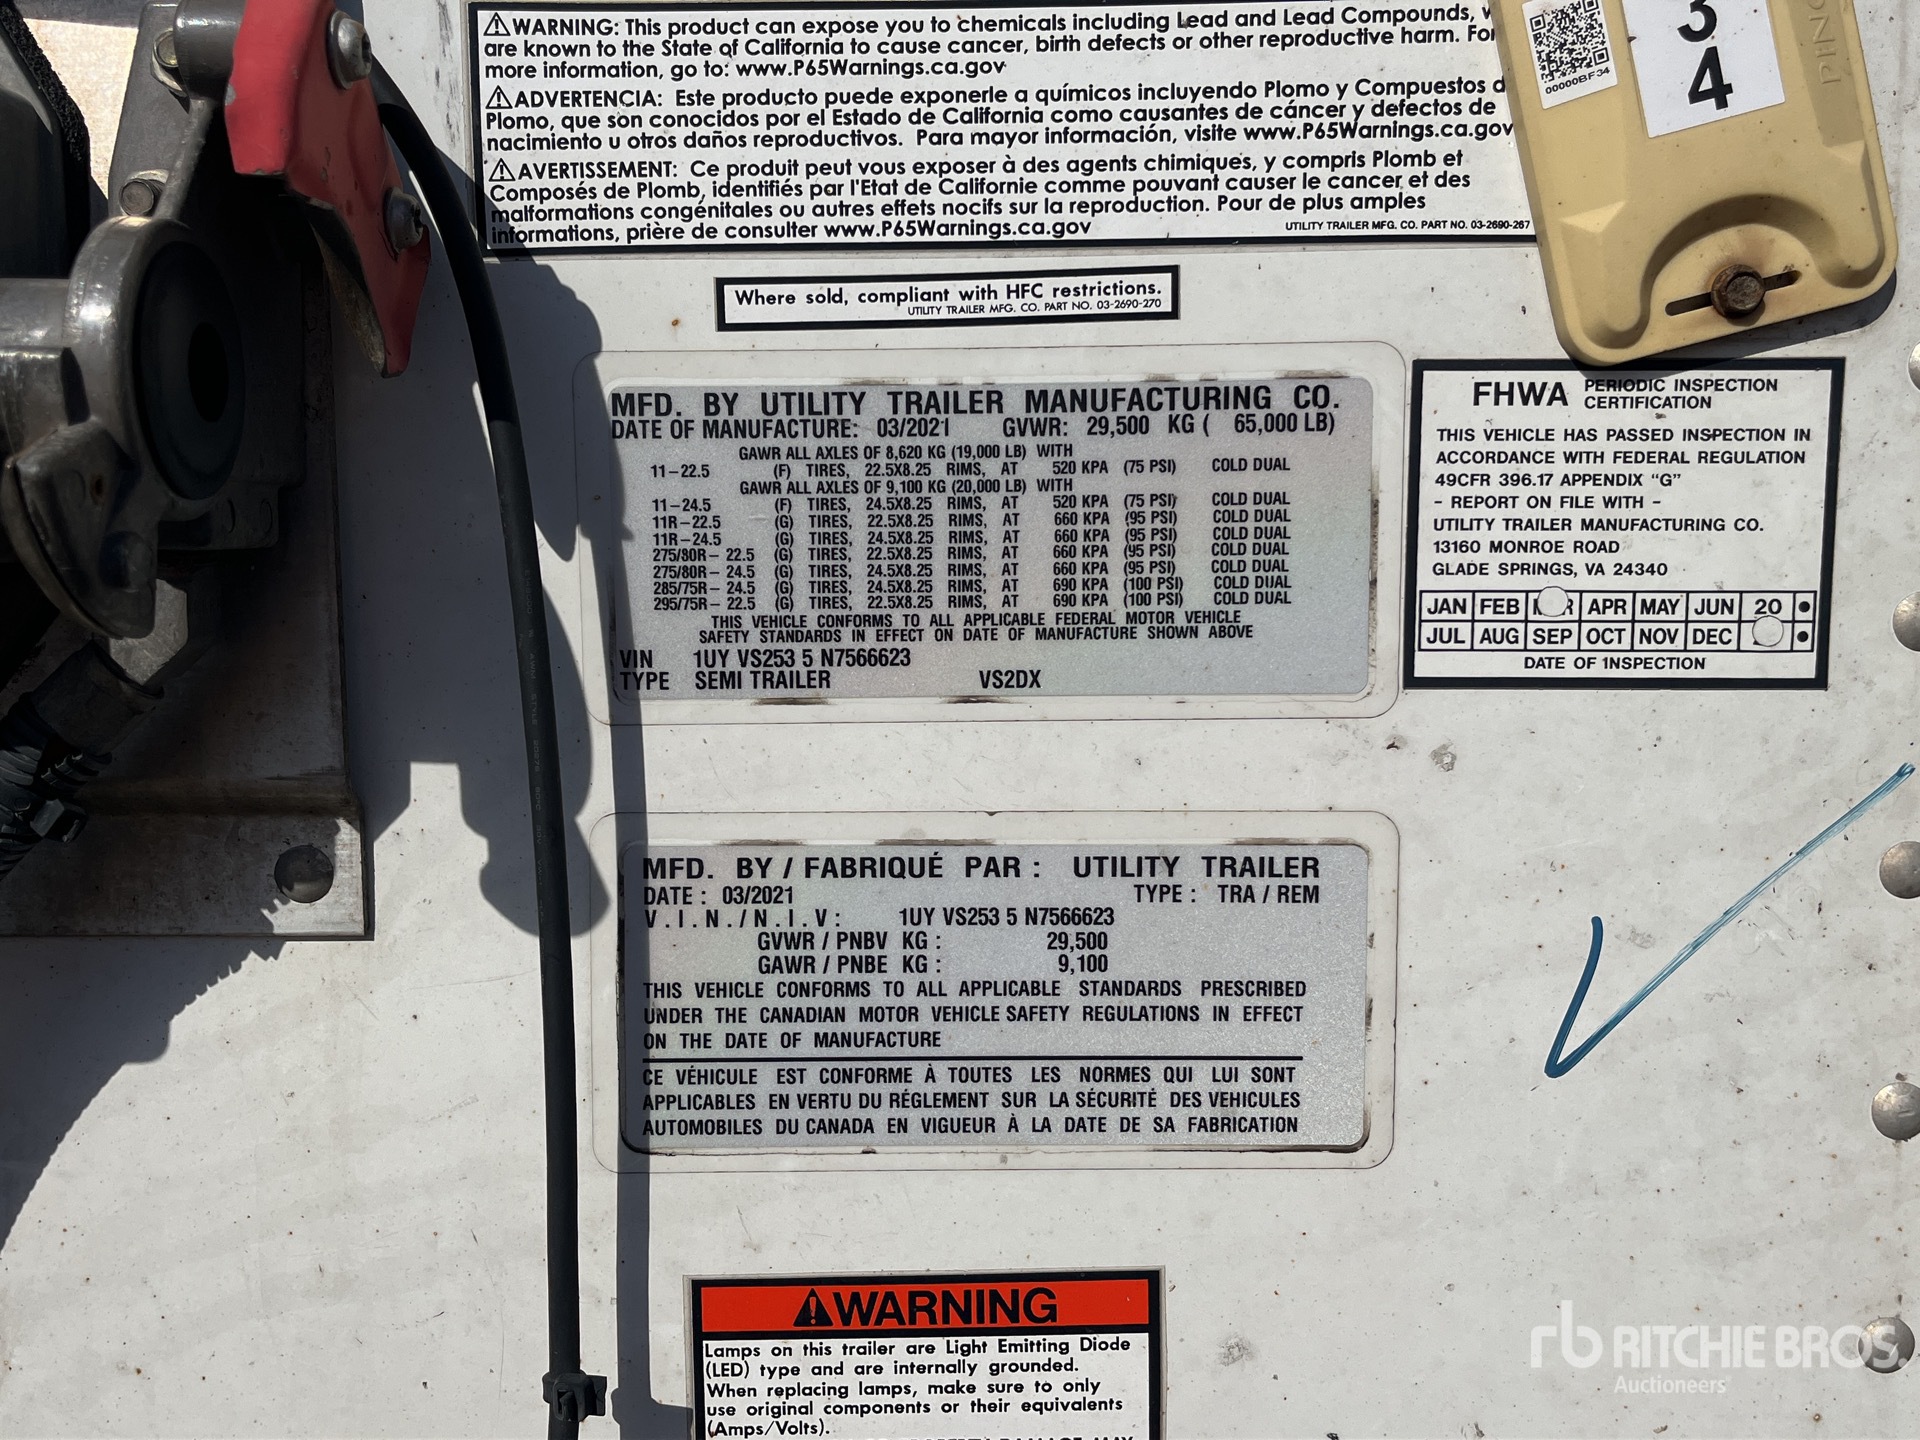 ⚠WARNING: This product can expose you to chemicals including Lead and Lead Compounds,
are known to the State of California to cause cancer, birth defects or other reproductive harm. For
more information, go to: www.P65Warnings.ca.gov
⚠ADVERTENCIA: Este producto puede exponerle a químicos incluyendo Plomo y Compuestos d
Plomo, que son conocidos por el Estado de California como causantes de cáncer y defectos de
nacimiento u otros daños reproductivos. Para mayor información, visite www.P65Warnings.ca.gov
⚠AVERTISSEMENT: Ce produit peut vous exposer à des agents chimiques, y compris Plomb et
Composés de Plomb, identifiés par l'Etat de Californie comme pouvant causer le cancer et des
malformations congénitales ou autres effets nocifs sur la reproduction. Pour de plus amples
informations, prière de consulter www.P65Warnings.ca.gov
UTILITY TRAILER MFG. CO. PART NO. 03-2690-267
00000BF34
3
4
Where sold, compliant with HFC restrictions.
UTILITY TRAILER MFG. CO. PART NO. 03-2690-270
MFD. BY UTILITY TRAILER MANUFACTURING CO.
DATE OF MANUFACTURE: 03/2021 GVWR: 29,500 KG ( 65,000 LB)
GAWR ALL AXLES OF 8,620 KG (19,000 LB) WITH
11-22.5 (F) TIRES, 22.5X8.25 RIMS, AT 520 KPA (75 PSI) COLD DUAL
GAWR ALL AXLES OF 9,100 KG (20,000 LB) WITH
11-24.5 (F) TIRES, 24.5X8.25 RIMS, AT 520 KPA (75 PSI) COLD DUAL
11R-22.5 (G) TIRES, 22.5X8.25 RIMS, AT 660 KPA (95 PSI) COLD DUAL
11R-24.5 (G) TIRES, 24.5X8.25 RIMS, AT 660 KPA (95 PSI) COLD DUAL
275/80R- 22.5 (G) TIRES, 22.5X8.25 RIMS, AT 660 KPA (95 PSI) COLD DUAL
275/80R- 24.5 (G) TIRES, 24.5X8.25 RIMS, AT 660 KPA (95 PSI) COLD DUAL
285/75R- 24.5 (G) TIRES, 24.5X8.25 RIMS, AT 690 KPA (100 PSI) COLD DUAL
295/75R- 22.5 (G) TIRES, 22.5X8.25 RIMS, AT 690 KPA (100 PSI) COLD DUAL
THIS VEHICLE CONFORMS TO ALL APPLICABLE FEDERAL MOTOR VEHICLE
SAFETY STANDARDS IN EFFECT ON DATE OF MANUFACTURE SHOWN ABOVE
VIN 1UY VS253 5 N7566623
TYPE SEMI TRAILER VS2DX
FHWA PERIODIC INSPECTION
CERTIFICATION
THIS VEHICLE HAS PASSED INSPECTION IN
ACCORDANCE WITH FEDERAL REGULATION
49CFR 396.17 APPENDIX "G"
- REPORT ON FILE WITH -
UTILITY TRAILER MANUFACTURING CO.
13160 MONROE ROAD
GLADE SPRINGS, VA 24340
JAN FEB APR MAY JUN 20
JUL AUG SEP OCT NOV DEC
DATE OF INSPECTION
MFD. BY / FABRIQUÉ PAR : UTILITY TRAILER
DATE : 03/2021 TYPE : TRA / REM
V.I.N./N.I.V: 1UY VS253 5 N7566623
GVWR / PNBV KG : 29,500
GAWR / PNBE KG : 9,100
THIS VEHICLE CONFORMS TO ALL APPLICABLE STANDARDS PRESCRIBED
UNDER THE CANADIAN MOTOR VEHICLE SAFETY REGULATIONS IN EFFECT
ON THE DATE OF MANUFACTURE
CE VÉHICULE EST CONFORME À TOUTES LES NORMES QUI LUI SONT
APPLICABLES EN VERTU DU RÉGLEMENT SUR LA SÉCURITÉ DES VEHICULES
AUTOMOBILES DU CANADA EN VIGUEUR À LA DATE DE SA FABRICATION
⚠WARNING
Lamps on this trailer are Light Emitting Diode
(LED) type and are internally grounded.
When replacing lamps, make sure to only
use original components or their equivalents
(Amps/Volts).
rb RITCHIE BROS.
Auctioneers